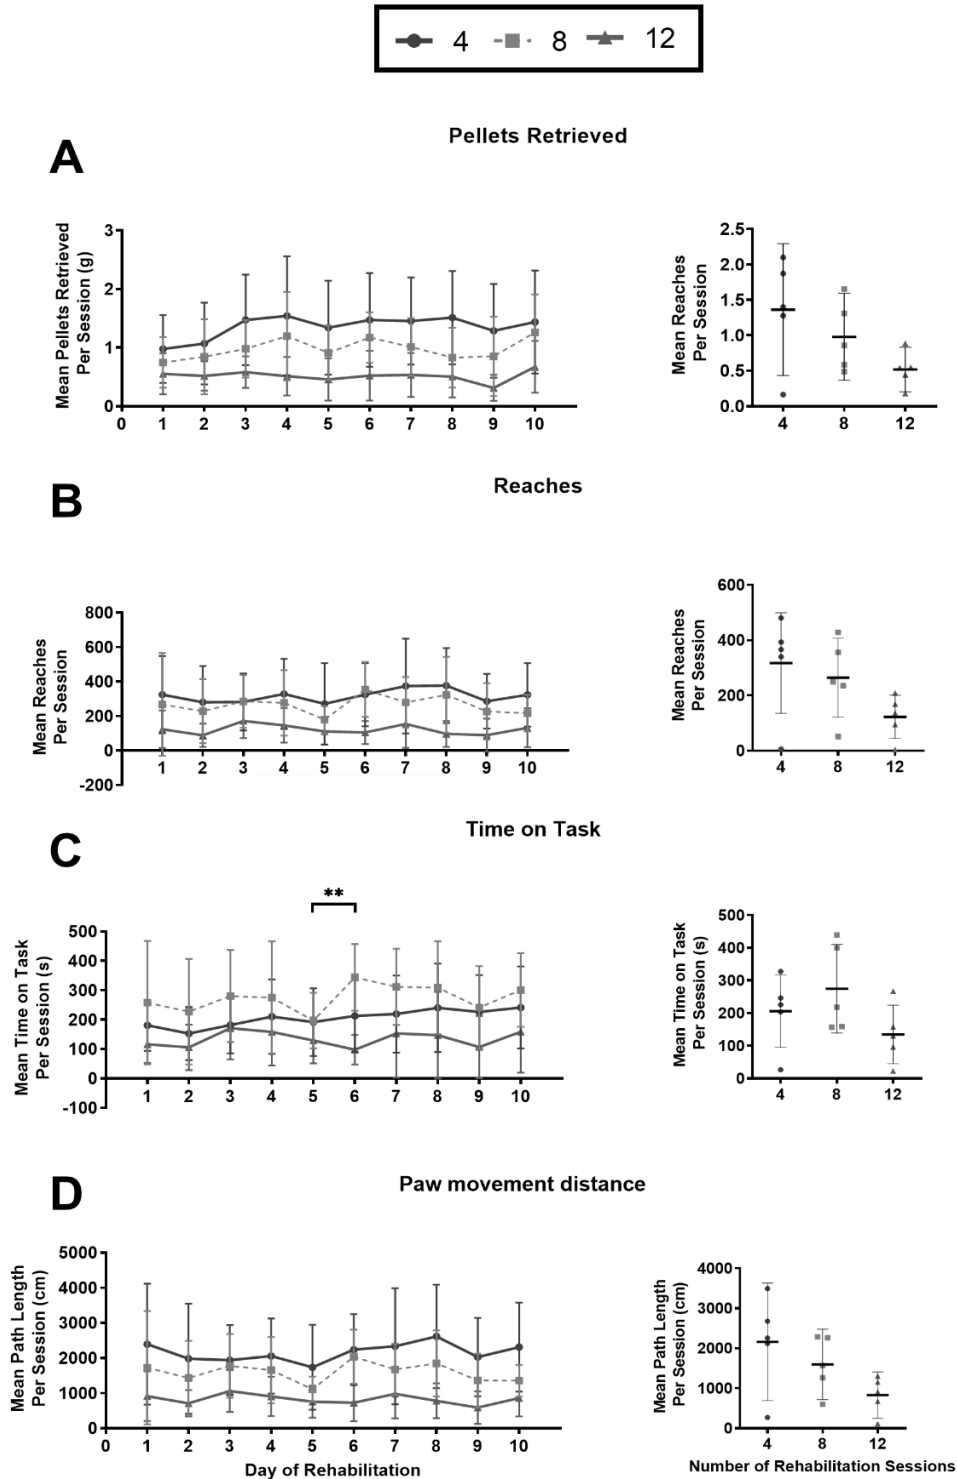 4 8 12
A
Pellets Retrieved
Mean Pellets Retrieved
Per Session (g)
3
2
1
0
0 1 2 3 4 5 6 7 8 9 10
Mean Reaches
Per Session
2.5
2.0
1.5
1.0
0.5
0.0
4 8 12
B
Reaches
Mean Reaches
Per Session
800
600
400
200
0
-200
1 2 3 4 5 6 7 8 9 10
Mean Reaches
Per Session
600
400
200
0
4 8 12
C
Time on Task
**
Mean Time on Task
Per Session (s)
500
400
300
200
100
0
-100
1 2 3 4 5 6 7 8 9 10
Mean Time on Task
Per Session (s)
500
400
300
200
100
0
4 8 12
D
Paw movement distance
Mean Path Length
Per Session (cm)
5000
4000
3000
2000
1000
0
0 1 2 3 4 5 6 7 8 9 10
Day of Rehabilitation
Mean Path Length
Per Session (cm)
4000
3000
2000
1000
0
4 8 12
Number of Rehabilitation Sessions